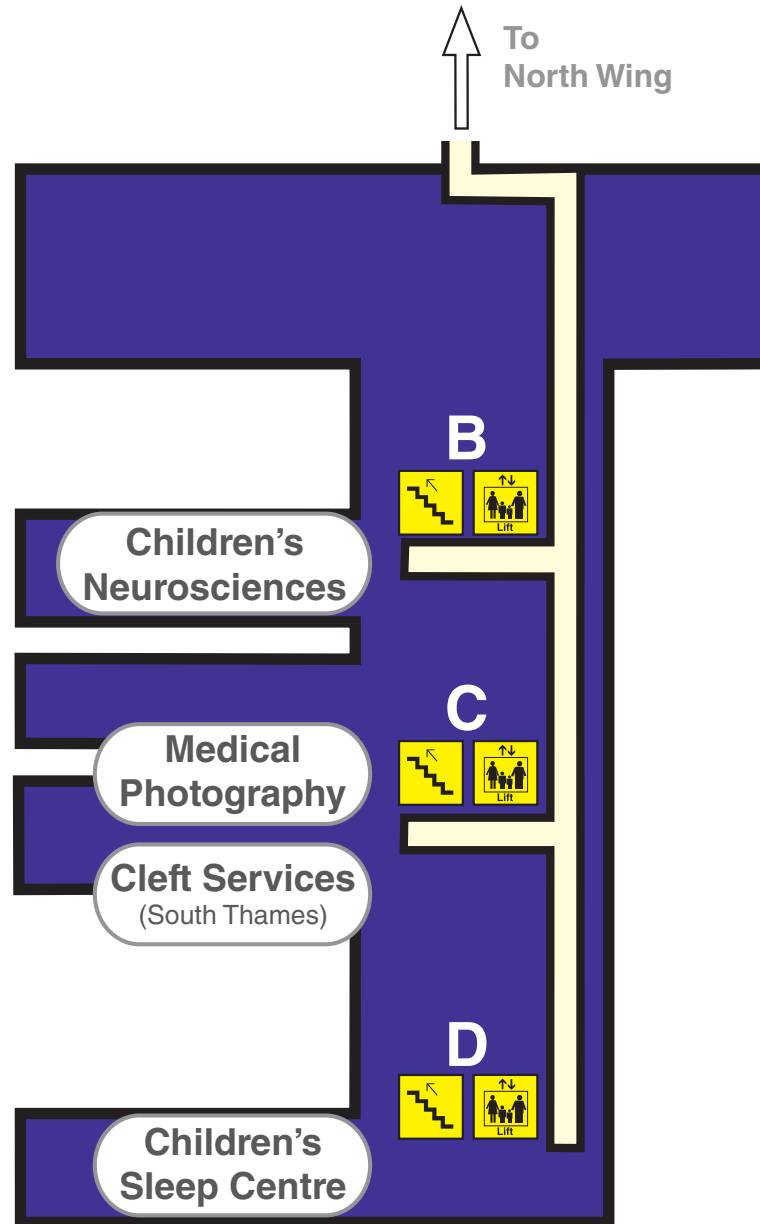 To
North Wing
B
Lift
Children's
Neurosciences
C
Lift
Medical
Photography
Cleft Services
(South Thames)
D
Lift
Children's
Sleep Centre